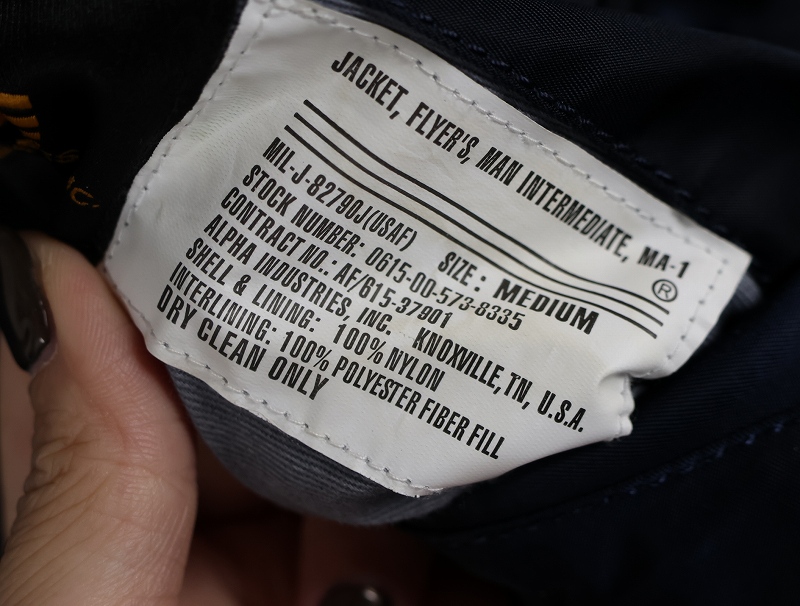 JACKET, FLYER'S, MAN INTERMEDIATE, MA-1
®
SIZE: MEDIUM
MIL-J-82790J(USAF)
STOCK NUMBER: 0615-00-573-8335
CONTRACT NO.: AF/615-37901
ALPHA INDUSTRIES, INC. KNOXVILLE, TN, U.S.A.
SHELL & LINING: 100% NYLON
INTERLINING: 100% POLYESTER FIBER FILL
DRY CLEAN ONLY